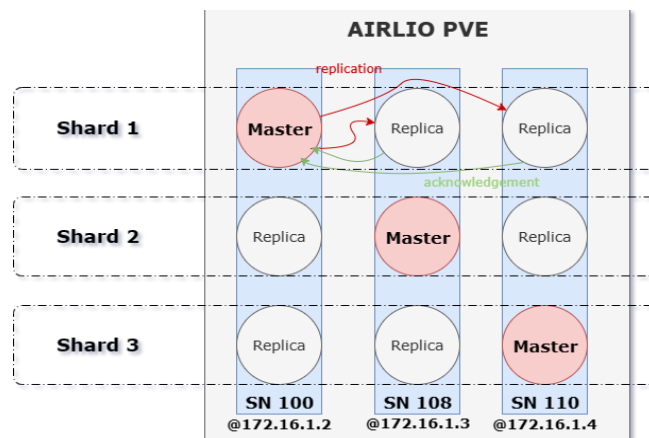 AIRLIO PVE
replication
Shard 1
Master
Replica
Replica
acknowledgement
Shard 2
Replica
Master
Replica
Shard 3
Replica
Replica
Master
SN 100
SN 108
SN 110
@172.16.1.2
@172.16.1.3
@172.16.1.4